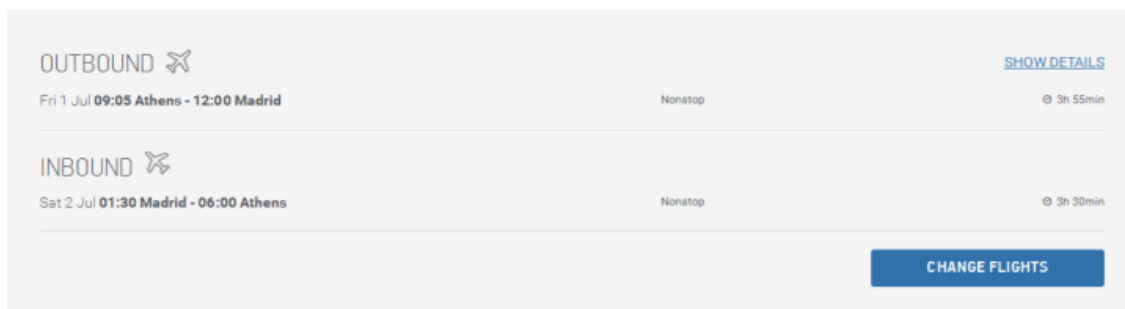 OUTBOUND
SHOW DETAILS
Fri 1 Jul 09:05 Athens - 12:00 Madrid Nonstop 3h 55min
INBOUND
Sat 2 Jul 01:30 Madrid - 06:00 Athens Nonstop 3h 30min
CHANGE FLIGHTS